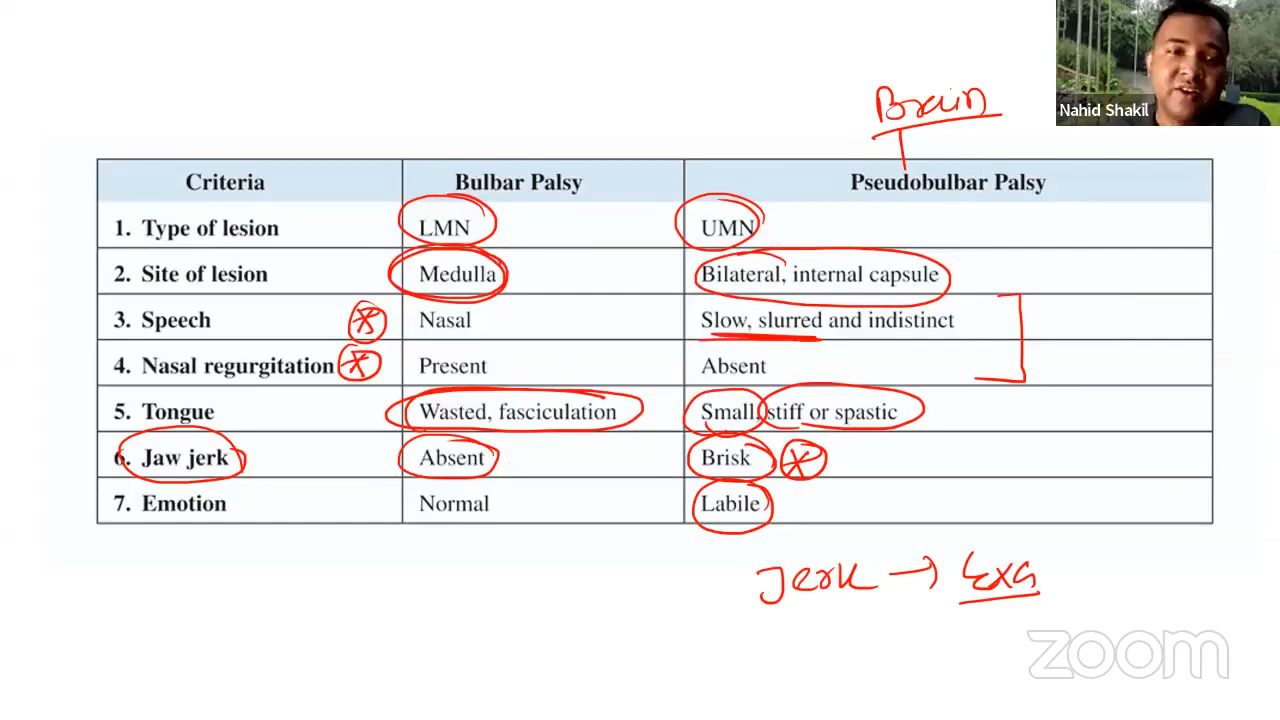 Nahid Shakil
Brain
Criteria Bulbar Palsy Pseudobulbar Palsy
1. Type of lesion LMN UMN
2. Site of lesion Medulla Bilateral, internal capsule
3. Speech Nasal Slow, slurred and indistinct
4. Nasal regurgitation Present Absent
5. Tongue Wasted, fasciculation Small, stiff or spastic
6. Jaw jerk Absent Brisk
7. Emotion Normal Labile
Jerk → Exg
zoom